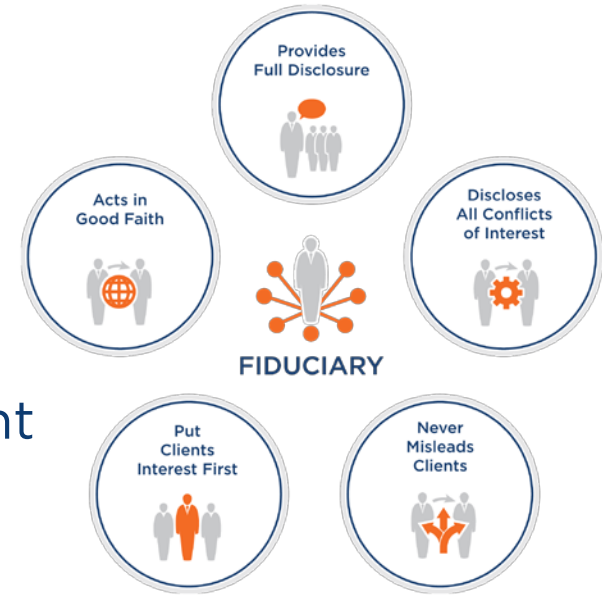 Provides
Full Disclosure
Acts in
Good Faith
Discloses
All Conflicts
of Interest
FIDUCIARY
nt
Put
Clients
Interest First
Never
Misleads
Clients